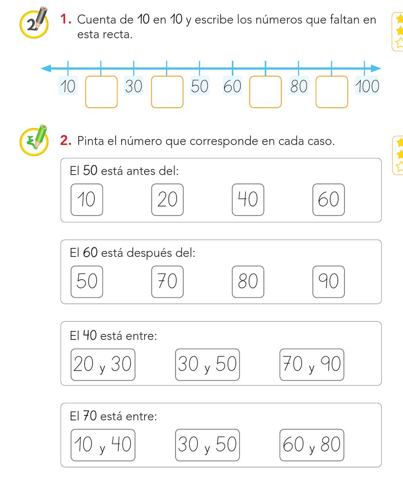 2
1. Cuenta de 10 en 10 y escribe los números que faltan en
esta recta.
10 30 50 60 80 100
2. Pinta el número que corresponde en cada caso.
El 50 está antes del:
10 20 40 60
El 60 está después del:
50 70 80 90
El 40 está entre:
20 y 30 30 y 50 70 y 90
El 70 está entre:
10 y 40 30 y 50 60 y 80